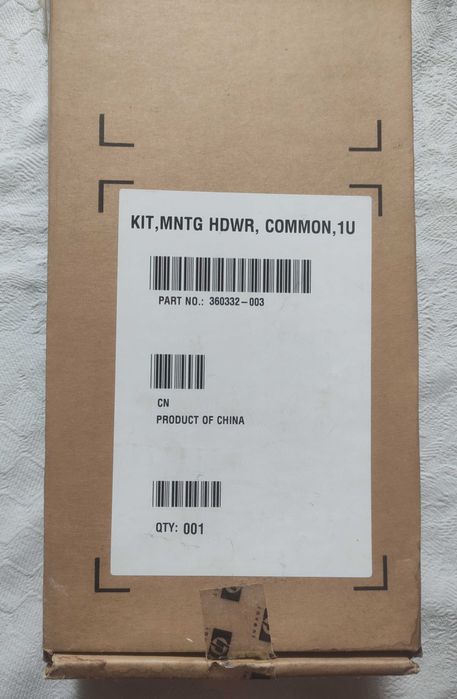 KIT,MNTG HDWR, COMMON,1U
PART NO.: 360332-003
CN
PRODUCT OF CHINA
QTY: 001